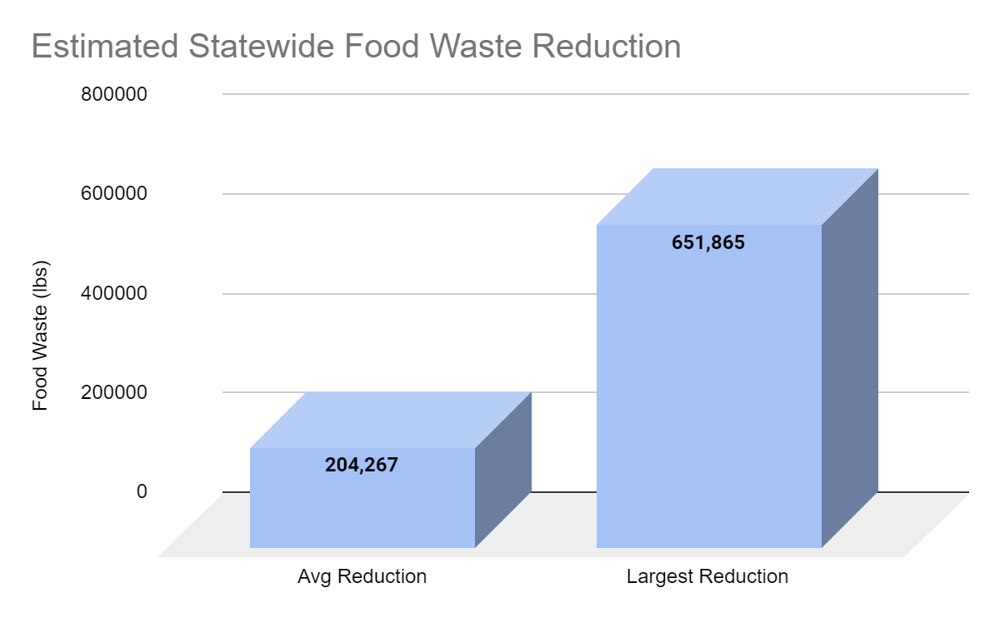 Estimated Statewide Food Waste Reduction
800000
600000
400000
200000
0
Food Waste (lbs)
204,267
651,865
Avg Reduction
Largest Reduction